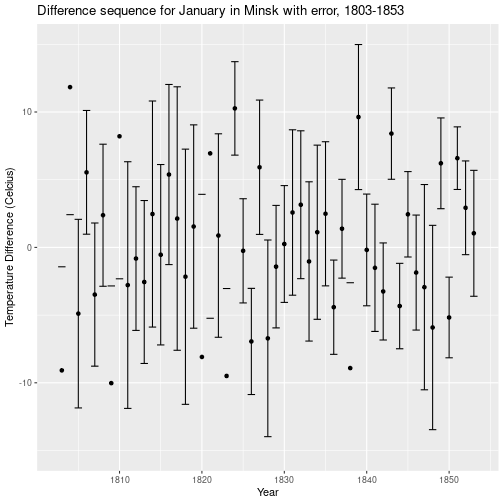 Difference sequence for January in Minsk with error, 1803-1853
Temperature Difference (Celcius)
10
0
-10
1810
1820
1830
1840
1850
Year